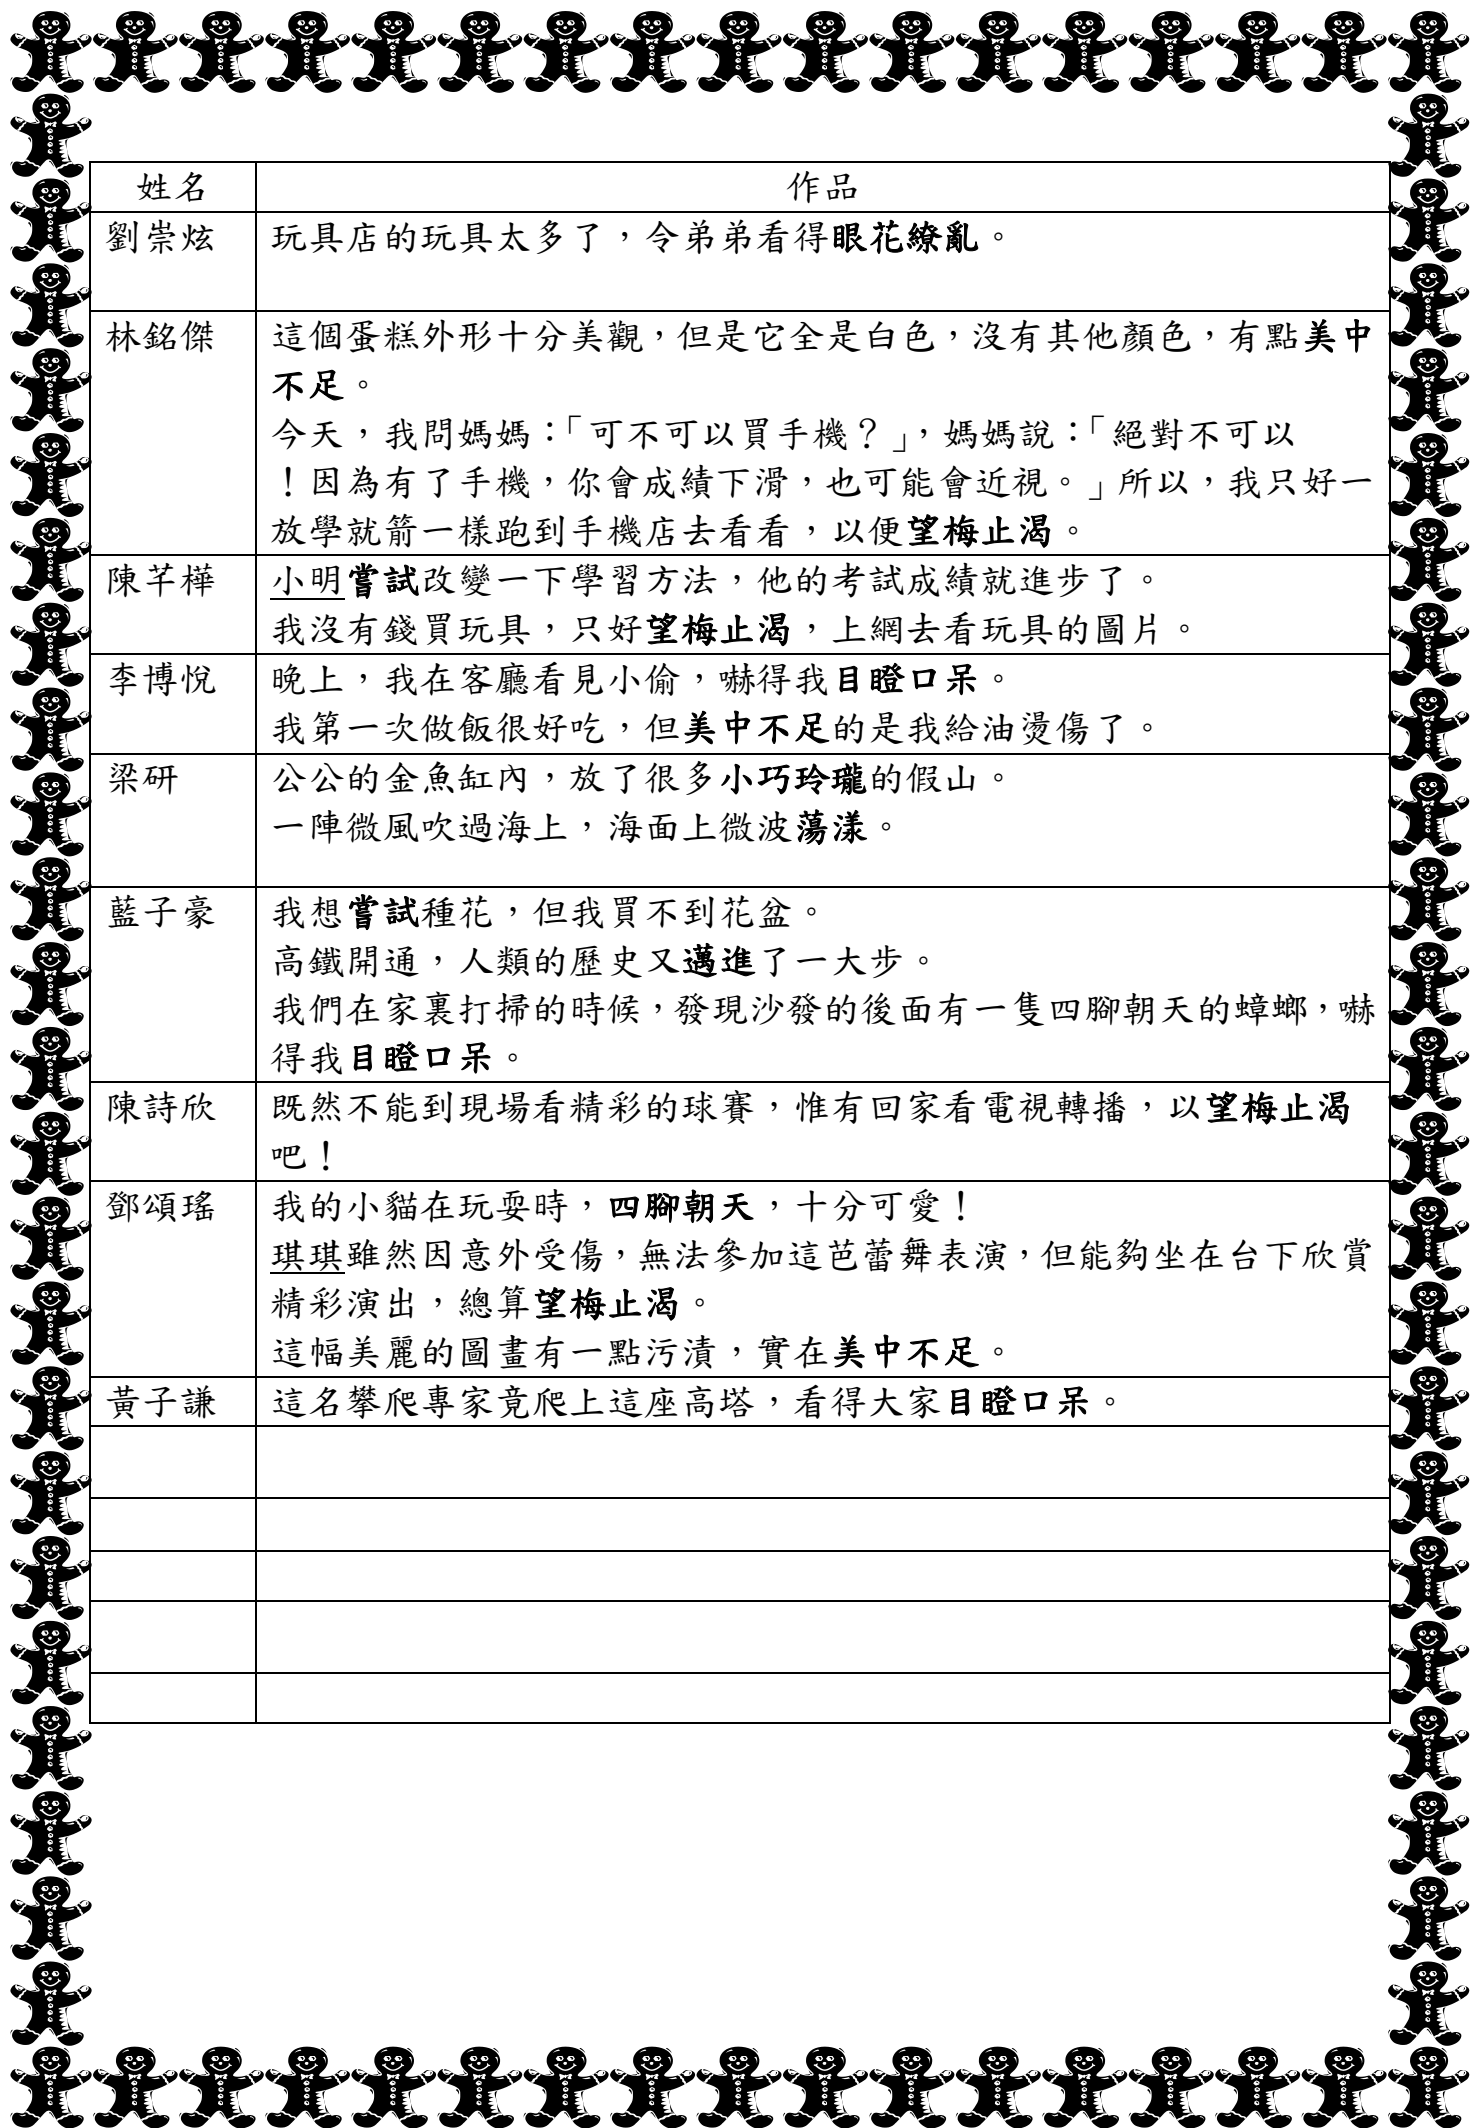 姓名 作品
劉崇炫 玩具店的玩具太多了，令弟弟看得眼花繚亂。
林銘傑 這個蛋糕外形十分美觀，但是它全是白色，沒有其他顏色，有點美中
不足。
今天，我問媽媽：「可不可以買手機？」，媽媽說：「絕對不可以
！因為有了手機，你會成績下滑，也可能會近視。」所以，我只好一
放學就箭一樣跑到手機店去看看，以便望梅止渴。
陳芊樺 小明嘗試改變一下學習方法，他的考試成績就進步了。
我沒有錢買玩具，只好望梅止渴，上網去看玩具的圖片。
李博悅 晚上，我在客廳看見小偷，嚇得我目瞪口呆。
我第一次做飯很好吃，但美中不足的是我給油燙傷了。
梁研 公公的金魚缸內，放了很多小巧玲瓏的假山。
一陣微風吹過海上，海面上微波蕩漾。
藍子豪 我想嘗試種花，但我買不到花盆。
高鐵開通，人類的歷史又邁進了一大步。
我們在家裏打掃的時候，發現沙發的後面有一隻四腳朝天的蟑螂，嚇
得我目瞪口呆。
陳詩欣 既然不能到現場看精彩的球賽，惟有回家看電視轉播，以望梅止渴
吧！
鄧頌瑤 我的小貓在玩耍時，四腳朝天，十分可愛！
琪琪雖然因意外受傷，無法參加這芭蕾舞表演，但能夠坐在台下欣賞
精彩演出，總算望梅止渴。
這幅美麗的圖畫有一點污漬，實在美中不足。
黃子謙 這名攀爬專家竟爬上這座高塔，看得大家目瞪口呆。